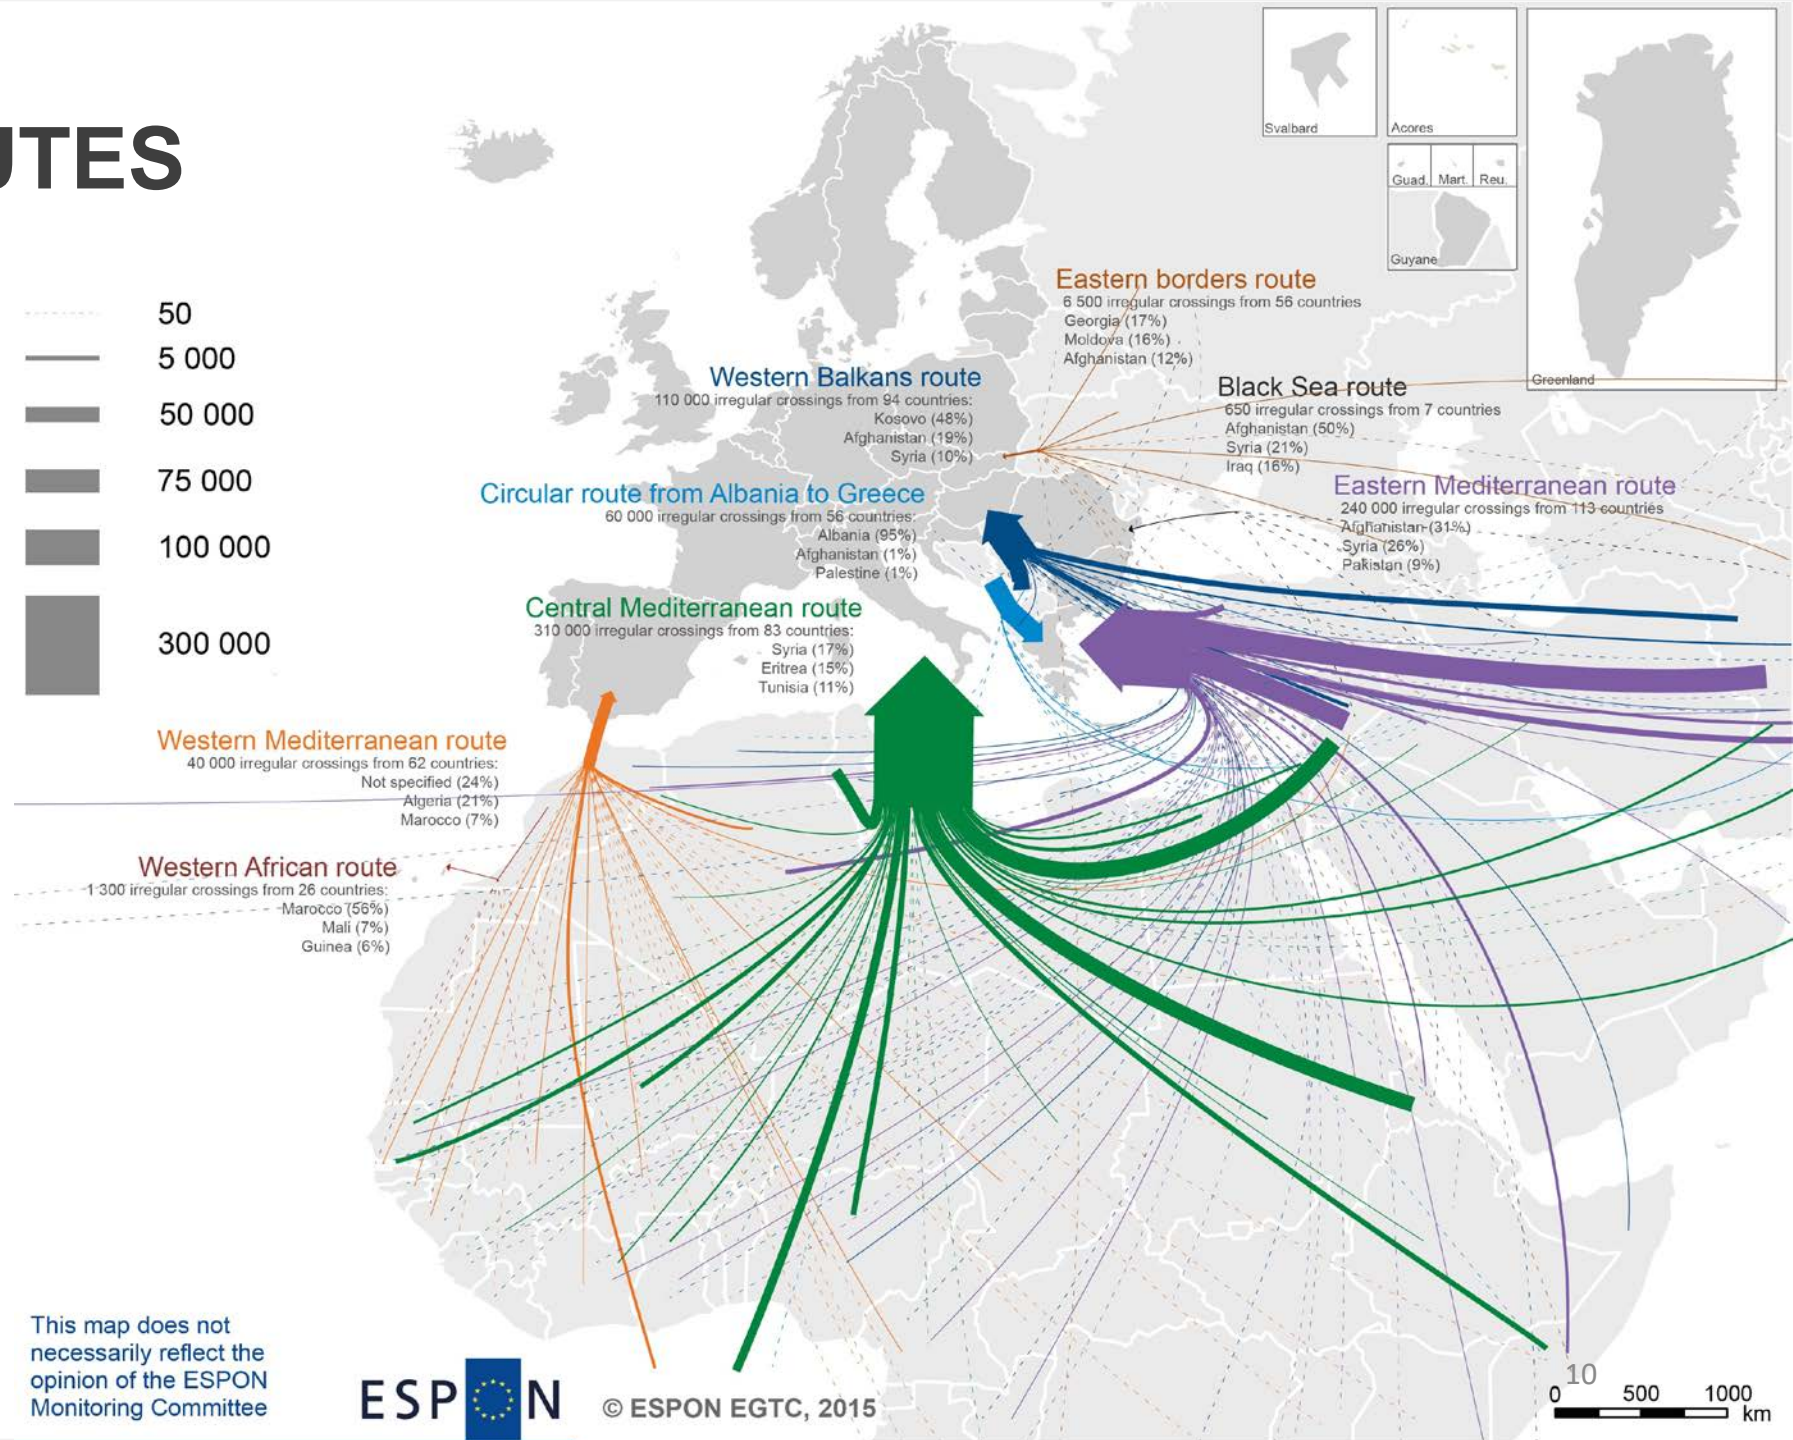 UTES
50
5 000
50 000
75 000
100 000
300 000
Svalbard
Acores
Guad. Mart. Reu.
Guyane
Greenland
Eastern borders route
6 500 irregular crossings from 56 countries
Georgia (17%)
Moldova (16%)
Afghanistan (12%)
Western Balkans route
110 000 irregular crossings from 94 countries:
Kosovo (48%)
Afghanistan (19%)
Syria (10%)
Black Sea route
650 irregular crossings from 7 countries
Afghanistan (50%)
Syria (21%)
Iraq (16%)
Circular route from Albania to Greece
60 000 irregular crossings from 56 countries:
Albania (95%)
Afghanistan (1%)
Palestine (1%)
Eastern Mediterranean route
240 000 irregular crossings from 113 countries
Afghanistan (31%)
Syria (26%)
Pakistan (9%)
Central Mediterranean route
310 000 irregular crossings from 83 countries:
Syria (17%)
Eritrea (15%)
Tunisia (11%)
Western Mediterranean route
40 000 irregular crossings from 62 countries:
Not specified (24%)
Algeria (21%)
Marocco (7%)
Western African route
1 300 irregular crossings from 26 countries:
Marocco (56%)
Mali (7%)
Guinea (6%)
This map does not
necessarily reflect the
opinion of the ESPON
Monitoring Committee
ESPON
© ESPON EGTC, 2015
10
0 500 1000
km